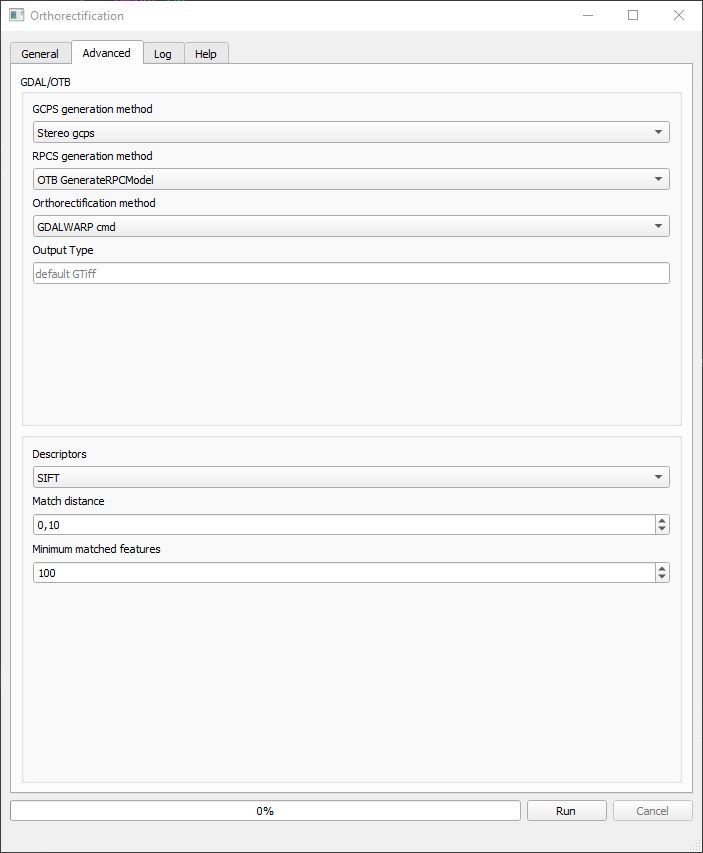 Orthorectification
General Advanced Log Help
GDAL/OTB
GCPS generation method
Stereo gcps
RPCS generation method
OTB GenerateRPCModel
Orthorectification method
GDALWARP cmd
Output Type
default GTiff
Descriptors
SIFT
Match distance
0,10
Minimum matched features
100
0% Run Cancel